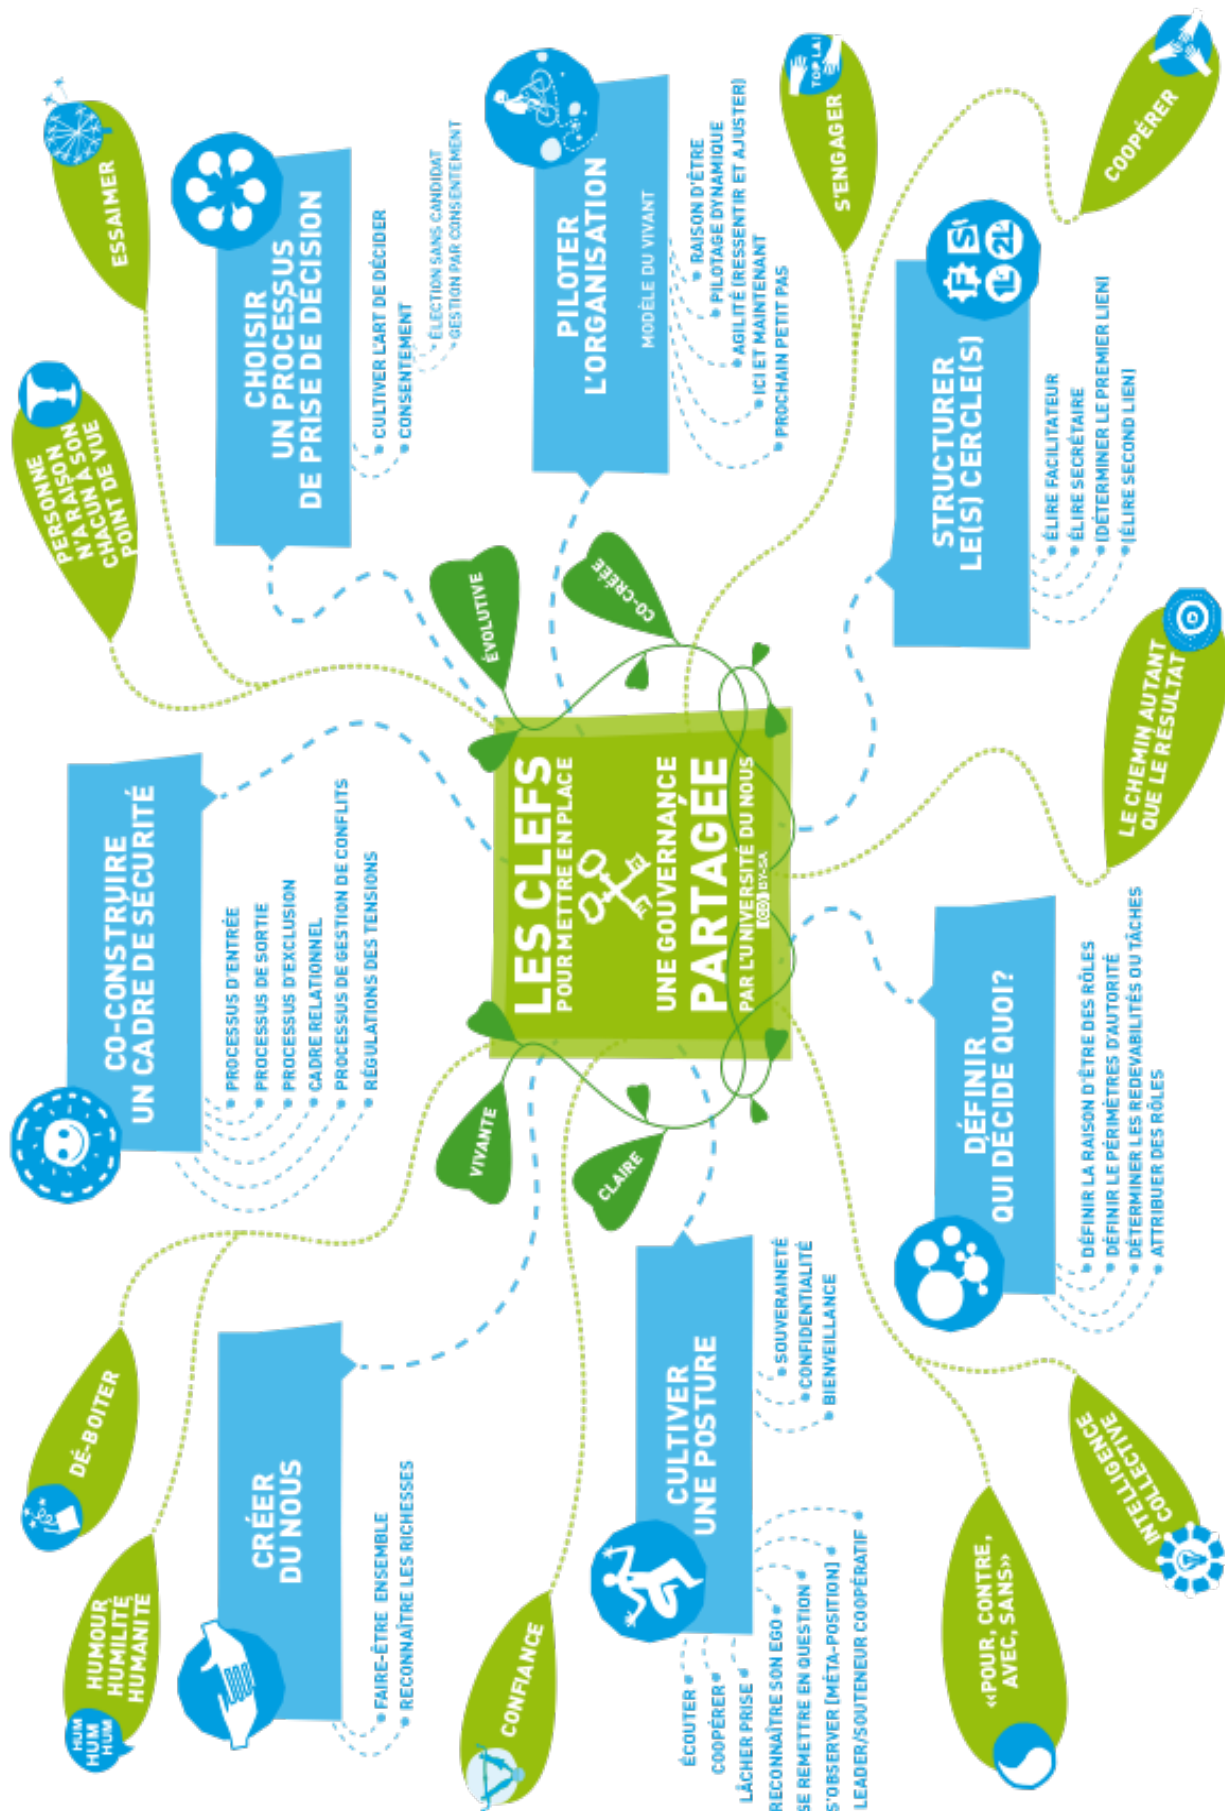 LES CLEFS
POUR METTRE EN PLACE
UNE GOUVERNANCE
PARTAGÉE
PAR L'UNIVERSITÉ DU NOUS
BY-SA
VIVANTE
CLAIRE
ÉVOLUTIVE
CO-CRÉÉE
HUM
HUM
HUM
HUMOUR
HUMILITÉ
HUMANITÉ
DÉ-BOITER
CRÉER
DU NOUS
FAIRE-ÊTRE ENSEMBLE
RECONNAÎTRE LES RICHESSES
CO-CONSTRUIRE
UN CADRE DE SÉCURITÉ
PROCESSUS D'ENTRÉE
PROCESSUS DE SORTIE
PROCESSUS D'EXCLUSION
CADRE RELATIONNEL
PROCESSUS DE GESTION DE CONFLITS
RÉGULATIONS DES TENSIONS
PERSONNE
N'A RAISON
CHACUN A SON
POINT DE VUE
ESSAIMER
CHOISIR
UN PROCESSUS
DE PRISE DE DÉCISION
CULTIVER L'ART DE DÉCIDER
CONSENTEMENT
ÉLECTION SANS CANDIDAT
GESTION PAR CONSENTEMENT
PILOTER
L'ORGANISATION
MODÈLE DU VIVANT
RAISON D'ÊTRE
PILOTAGE DYNAMIQUE
AGILITÉ (RESSENTIR ET AJUSTER)
ICI ET MAINTENANT
PROCHAIN PETIT PAS
CONFIANCE
CULTIVER
UNE POSTURE
ÉCOUTER
COOPÉRER
LÂCHER PRISE
RECONNAÎTRE SON EGO
SE REMETTRE EN QUESTION
S'OBSERVER (MÉTA-POSITION)
LEADER/SOUTENEUR COOPÉRATIF
SOUVERAINETÉ
CONFIDENTIALITÉ
BIENVEILLANCE
S'ENGAGER
TOP LA!
COOPÉRER
STRUCTURER
LE(S) CERCLE(S)
1L 2L
ÉLIRE FACILITATEUR
ÉLIRE SECRÉTAIRE
(DÉTERMINER LE PREMIER LIEN)
(ÉLIRE SECOND LIEN)
DÉFINIR
QUI DÉCIDE QUOI?
DÉFINIR LA RAISON D'ÊTRE DES RÔLES
DÉFINIR LE PÉRIMÈTRES D'AUTORITÉ
DÉTERMINER LES REDEVABILITÉS OU TÂCHES
ATTRIBUER DES RÔLES
LE CHEMIN AUTANT
QUE LE RÉSULTAT
«POUR, CONTRE,
AVEC, SANS»
INTELLIGENCE
COLLECTIVE